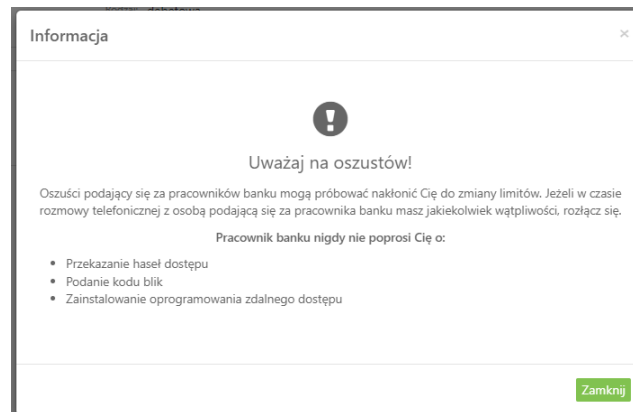 Rodzaj debetowa
Informacja ×
Uważaj na oszustów!
Oszuści podający się za pracowników banku mogą próbować nakłonić Cię do zmiany limitów. Jeżeli w czasie
rozmowy telefonicznej z osobą podającą się za pracownika banku masz jakiekolwiek wątpliwości, rozłącz się.
Pracownik banku nigdy nie poprosi Cię o:
• Przekazanie haseł dostępu
• Podanie kodu blik
• Zainstalowanie oprogramowania zdalnego dostępu
Zamknij